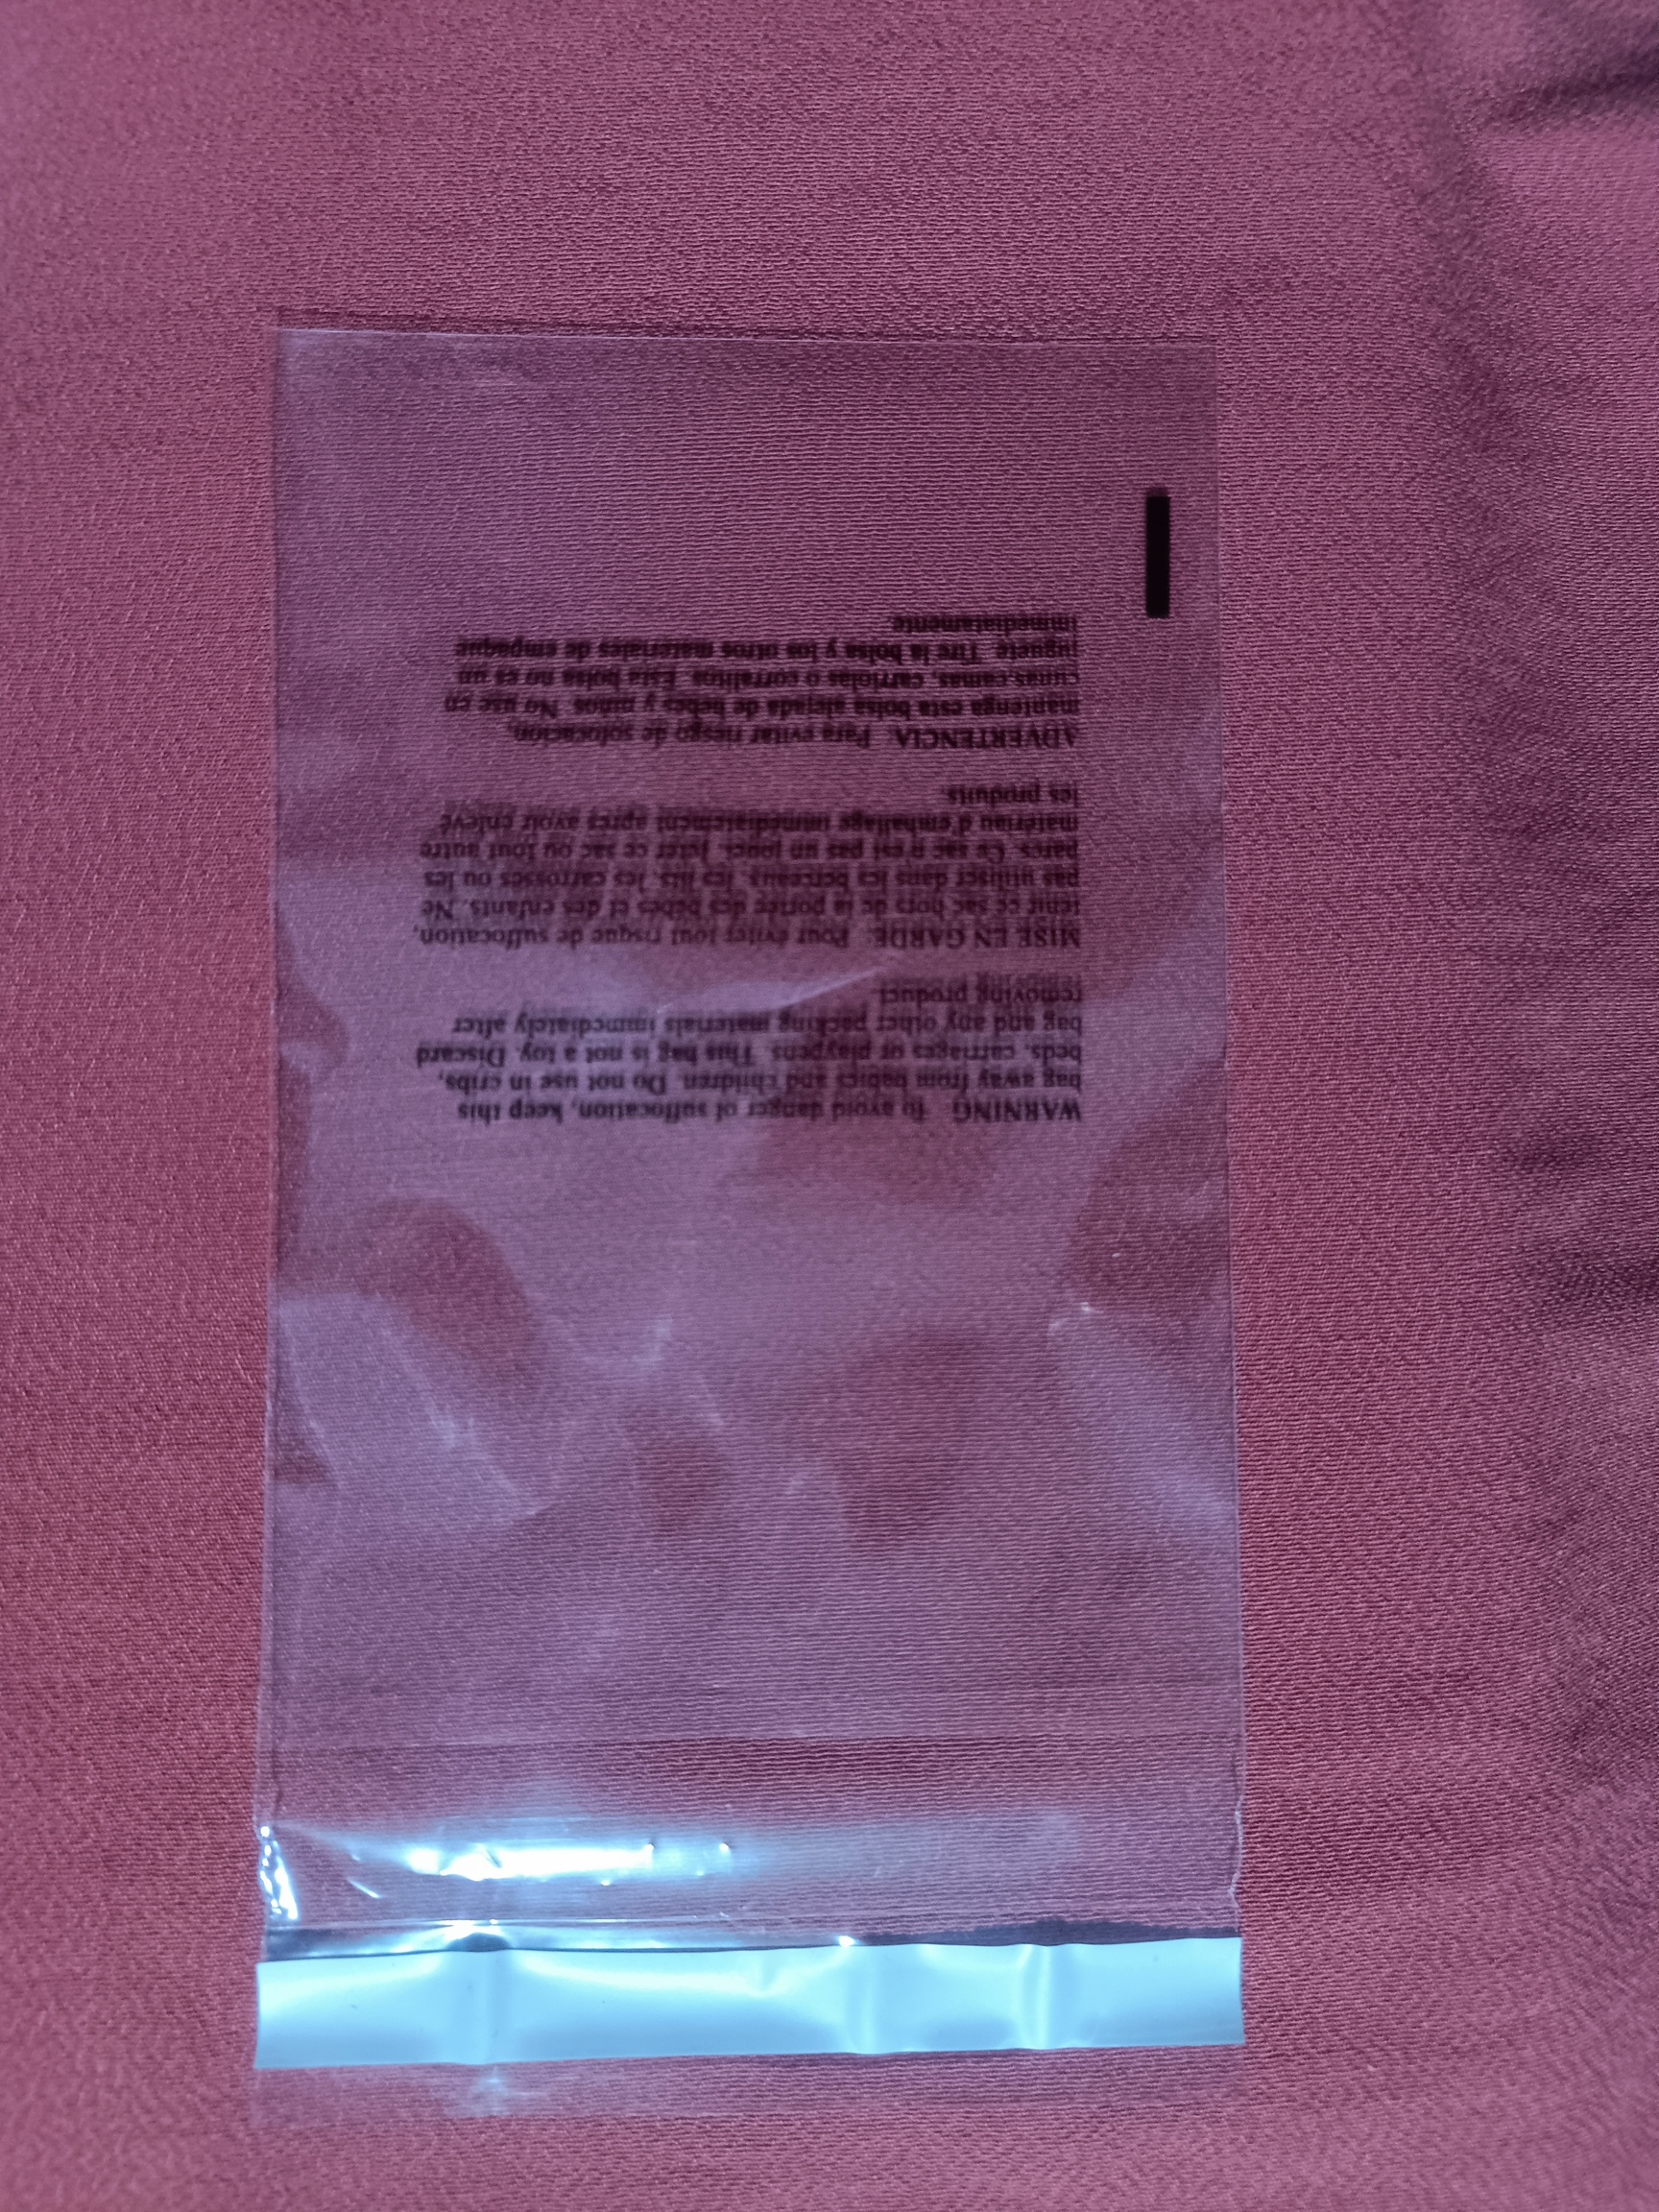 WARNING: To avoid danger of suffocation, keep this
bag away from babies and children. Do not use in cribs,
beds, carriages or playpens. This bag is not a toy. Discard
bag and any other packing materials immediately after
removing product.
MISE EN GARDE: Pour éviter tout risque de suffocation,
tenir ce sac hors de la portée des bébés et des enfants. Ne
pas utiliser dans les berceaux, les lits, les carrosses ou les
parcs. Ce sac n'est pas un jouet. Jeter ce sac ou tout autre
matériau d'emballage immédiatement après avoir enlevé
les produits.
ADVERTENCIA: Para evitar riesgo de sofocación,
mantenga esta bolsa alejada de bebés y niños. No use en
cunas, camas, carriolas o corralitos. Esta bolsa no es un
juguete. Tire la bolsa y los otros materiales de empaque
immediatamente.